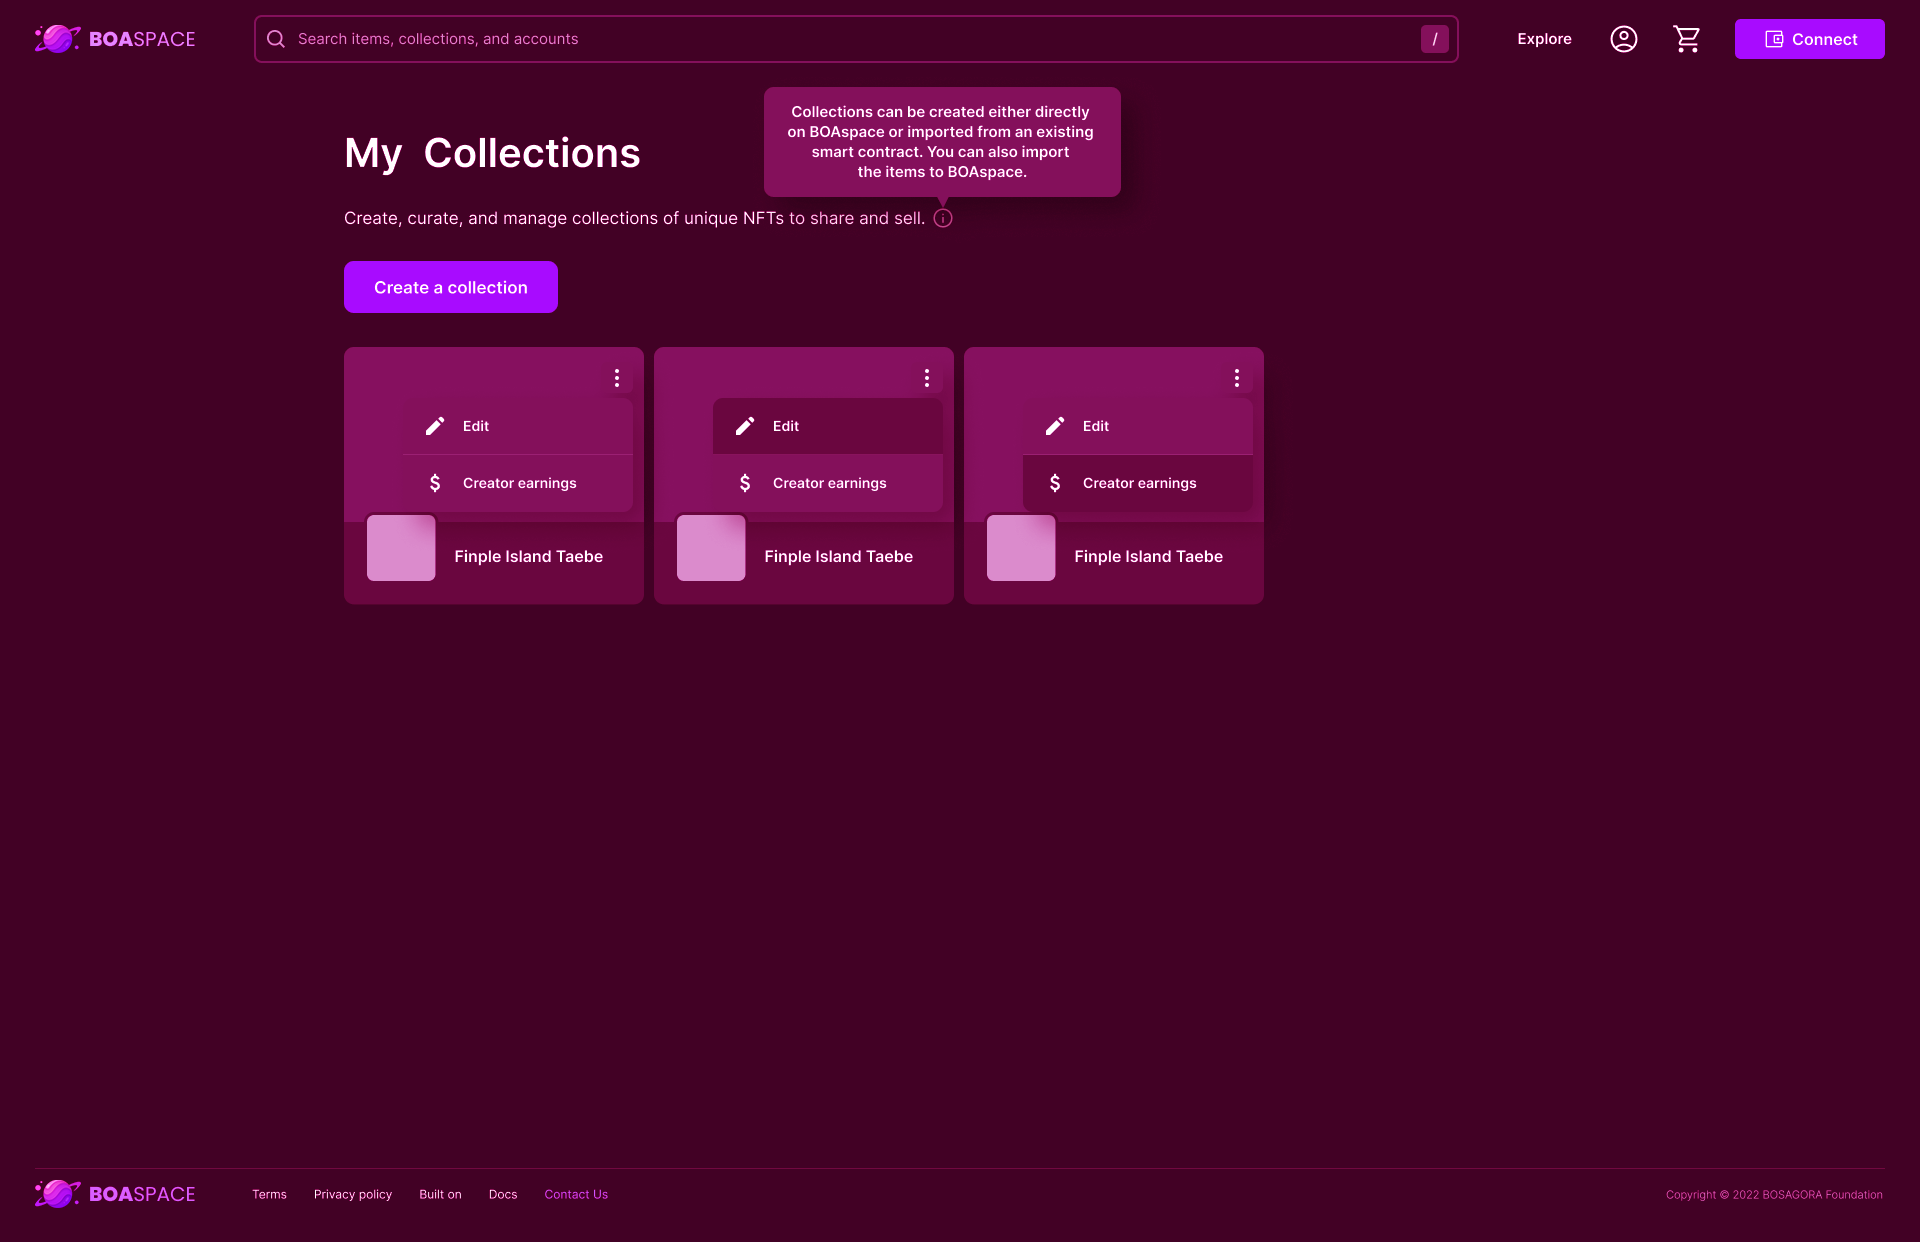 BOASPACE
Search items, collections, and accounts
/
Explore
Connect
Collections can be created either directly
on BOAspace or imported from an existing
smart contract. You can also import
the items to BOAspace.
My Collections
Create, curate, and manage collections of unique NFTs to share and sell.
Create a collection
Edit
Creator earnings
Finple Island Taebe
Edit
Creator earnings
Finple Island Taebe
Edit
Creator earnings
Finple Island Taebe
BOASPACE
Terms
Privacy policy
Built on
Docs
Contact Us
Copyright © 2022 BOSAGORA Foundation